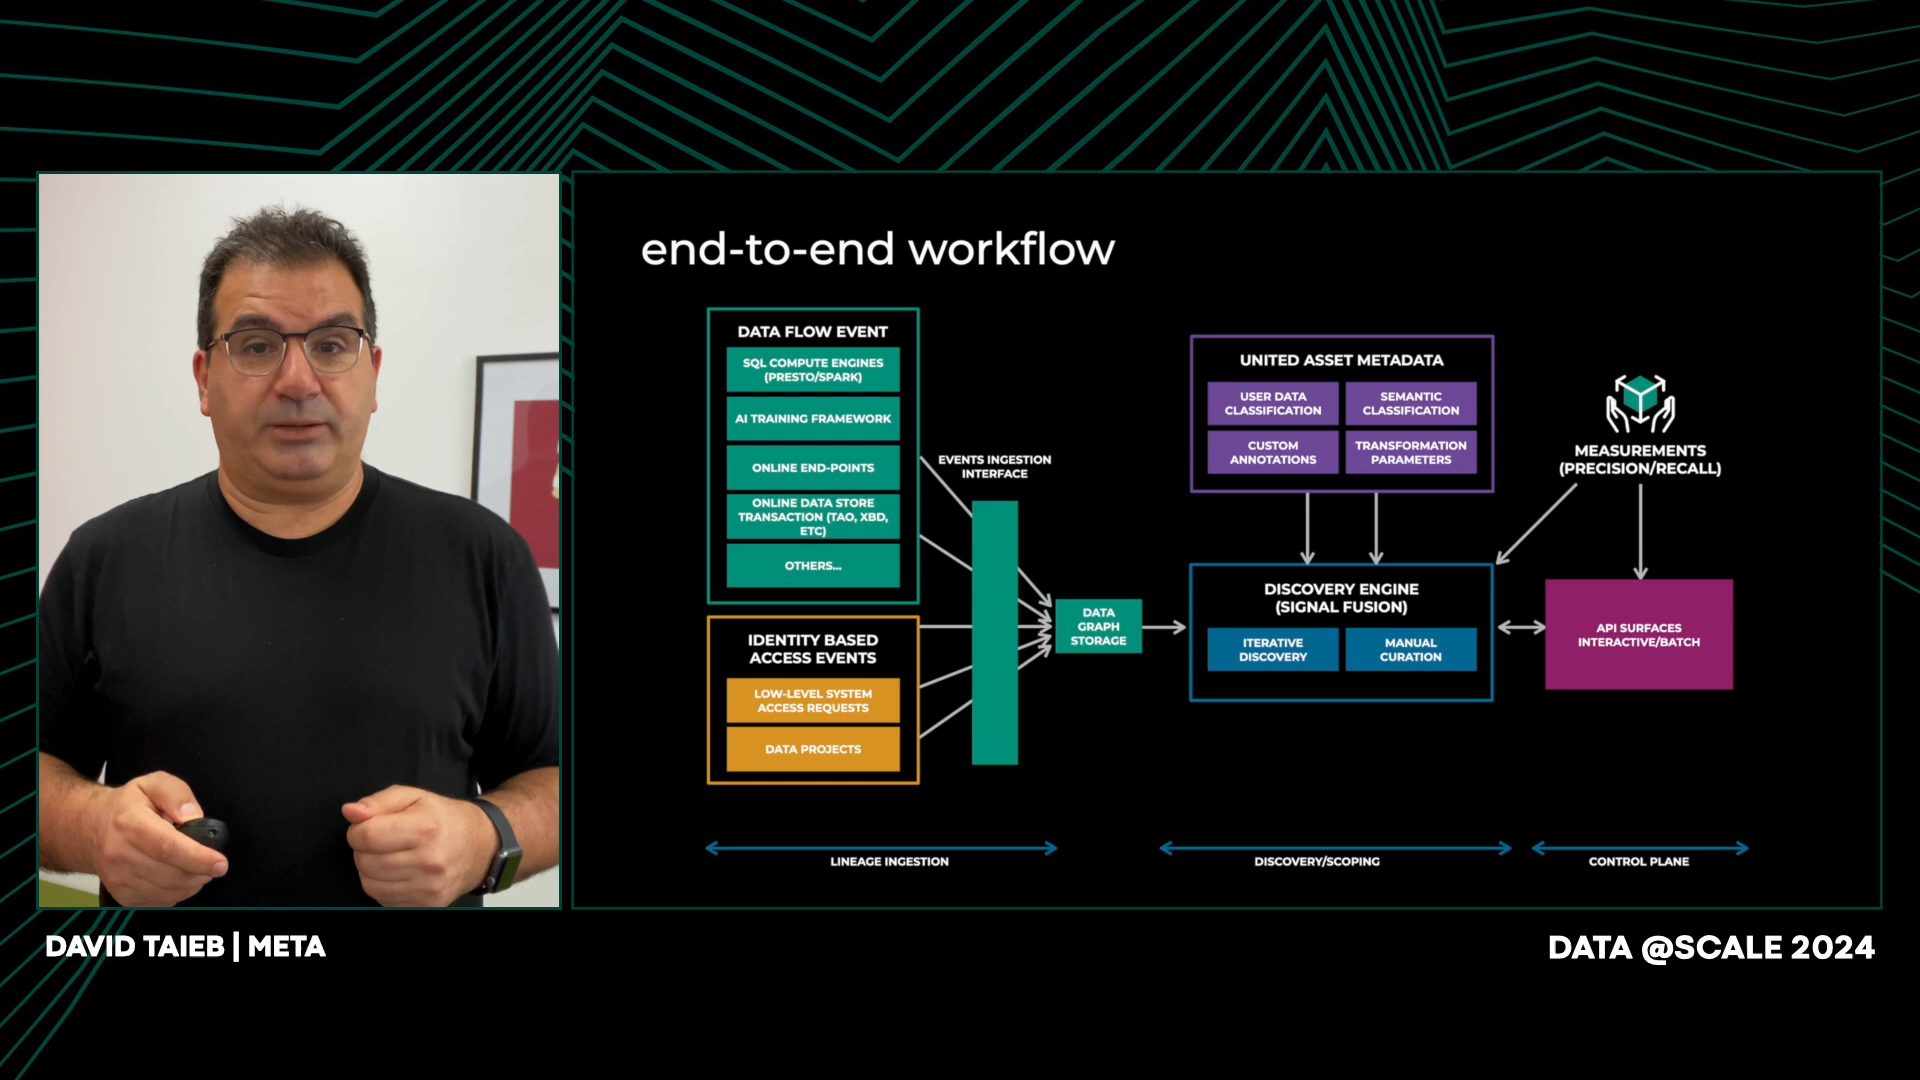 end-to-end workflow
DATA FLOW EVENT
SQL COMPUTE ENGINES
(PRESTO/SPARK)
AI TRAINING FRAMEWORK
ONLINE END-POINTS
ONLINE DATA STORE
TRANSACTION (TAO, XBD,
ETC)
OTHERS...
IDENTITY BASED
ACCESS EVENTS
LOW-LEVEL SYSTEM
ACCESS REQUESTS
DATA PROJECTS
EVENTS INGESTION
INTERFACE
DATA
GRAPH
STORAGE
UNITED ASSET METADATA
USER DATA
CLASSIFICATION
SEMANTIC
CLASSIFICATION
CUSTOM
ANNOTATIONS
TRANSFORMATION
PARAMETERS
DISCOVERY ENGINE
(SIGNAL FUSION)
ITERATIVE
DISCOVERY
MANUAL
CURATION
MEASUREMENTS
(PRECISION/RECALL)
API SURFACES
INTERACTIVE/BATCH
LINEAGE INGESTION
DISCOVERY/SCOPING
CONTROL PLANE
DAVID TAIEB | META
DATA @SCALE 2024